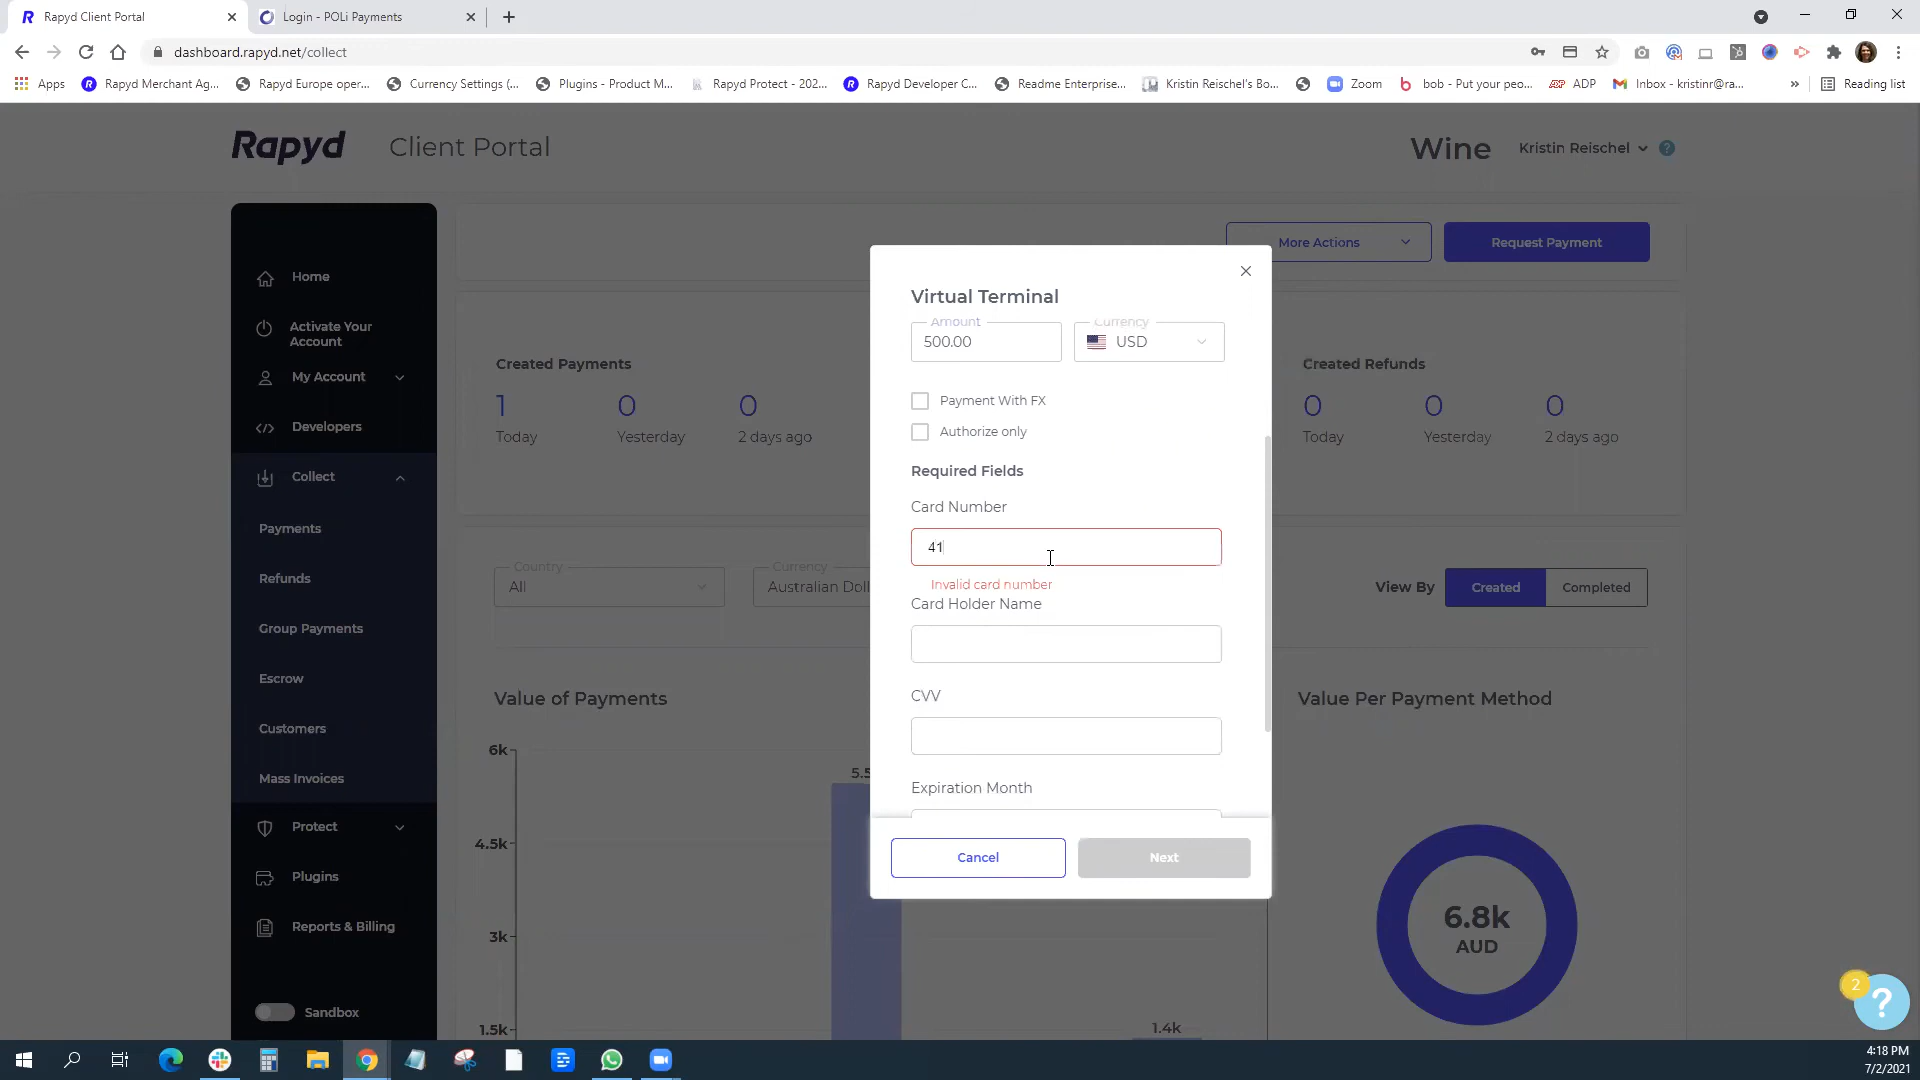 Rapyd Client Portal
Login - POLi Payments
dashboard.rapyd.net/collect
Apps
Rapyd Merchant Ag...
Rapyd Europe oper...
Currency Settings (...
Plugins - Product M...
Rapyd Protect - 202...
Rapyd Developer C...
Readme Enterprise...
Kristin Reischel's Bo...
Zoom
bob - Put your peo...
ADP
Inbox - kristinr@ra...
»
Reading list
Rapyd
Client Portal
Wine
Kristin Reischel
?
Home
Activate Your
Account
My Account
Developers
Collect
Payments
Refunds
Group Payments
Escrow
Customers
Mass Invoices
Protect
Plugins
Reports & Billing
Sandbox
More Actions
Request Payment
Created Payments
1
0
0
Today
Yesterday
2 days ago
Created Refunds
0
0
0
Today
Yesterday
2 days ago
Country
All
Currency
Australian Doll
View By
Created
Completed
Value of Payments
6k
4.5k
3k
1.5k
5.5
1.4k
Value Per Payment Method
6.8k
AUD
Virtual Terminal
Amount
500.00
Currency
USD
Payment With FX
Authorize only
Required Fields
Card Number
41
Invalid card number
Card Holder Name
CVV
Expiration Month
Cancel
Next
2
?
4:18 PM
7/2/2021